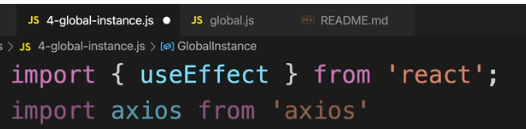 JS 4-global-instance.js ● JS global.js README.md
s > JS 4-global-instance.js > GlobalInstance
import { useEffect } from 'react';
import axios from 'axios'